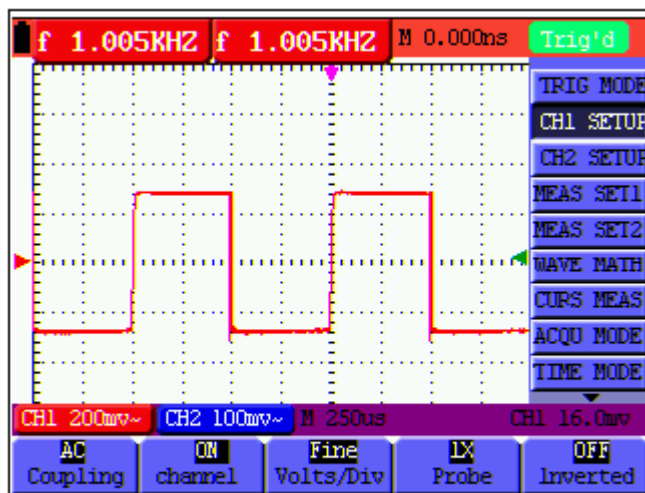 f 1.005KHZ f 1.005KHZ M 0.000ns Trig'd
TRIG MODE
CH1 SETUP
CH2 SETUP
MEAS SET1
MEAS SET2
WAVE MATH
CURS MEAS
ACQU MODE
TIME MODE
CH1 200mv~ CH2 100mv~ M 250us CH1 16.0mv
AC ON Fine 1X OFF
Coupling channel Volts/Div Probe lnverted